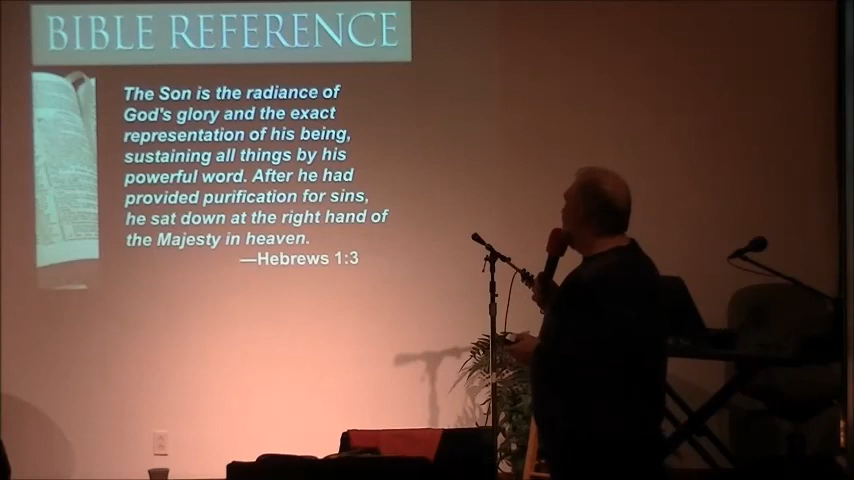 BIBLE REFERENCE
The Son is the radiance of
God's glory and the exact
representation of his being,
sustaining all things by his
powerful word. After he had
provided purification for sins,
he sat down at the right hand of
the Majesty in heaven.
—Hebrews 1:3